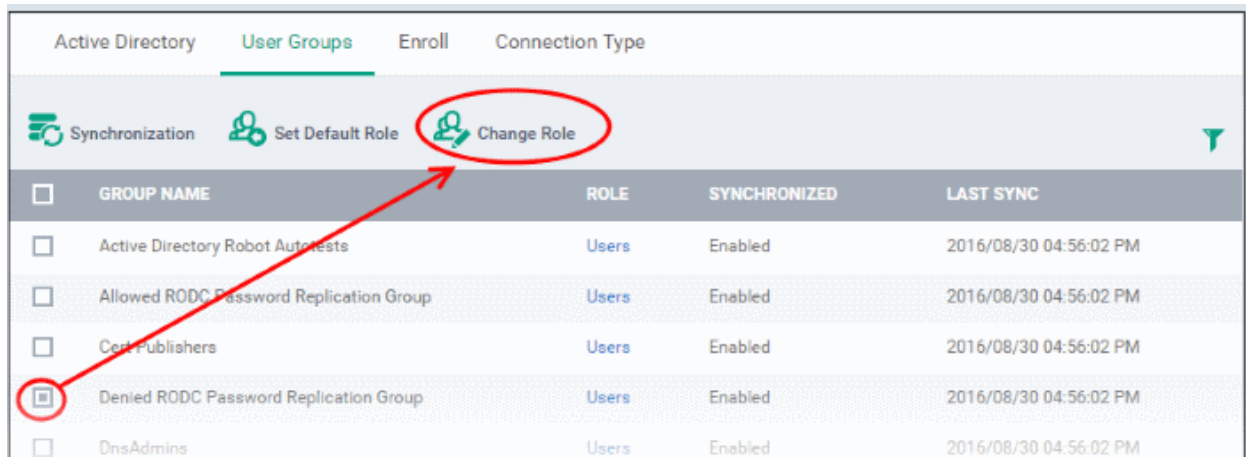 Active Directory User Groups Enroll Connection Type
Synchronization Set Default Role Change Role
GROUP NAME ROLE SYNCHRONIZED LAST SYNC
Active Directory Robot Autotests Users Enabled 2016/08/30 04:56:02 PM
Allowed RODC Password Replication Group Users Enabled 2016/08/30 04:56:02 PM
Cert Publishers Users Enabled 2016/08/30 04:56:02 PM
Denied RODC Password Replication Group Users Enabled 2016/08/30 04:56:02 PM
DnsAdmins Users Enabled 2016/08/30 04:56:02 PM